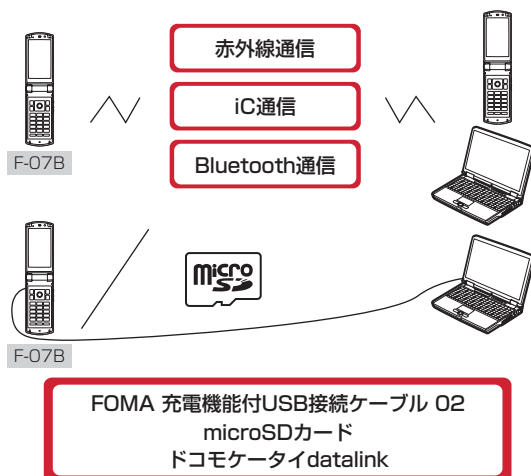 赤外線通信
iC通信
Bluetooth通信
F-07B
micro
SD
F-07B
FOMA 充電機能付USB接続ケーブル 02
microSDカード
ドコモケータイdatalink